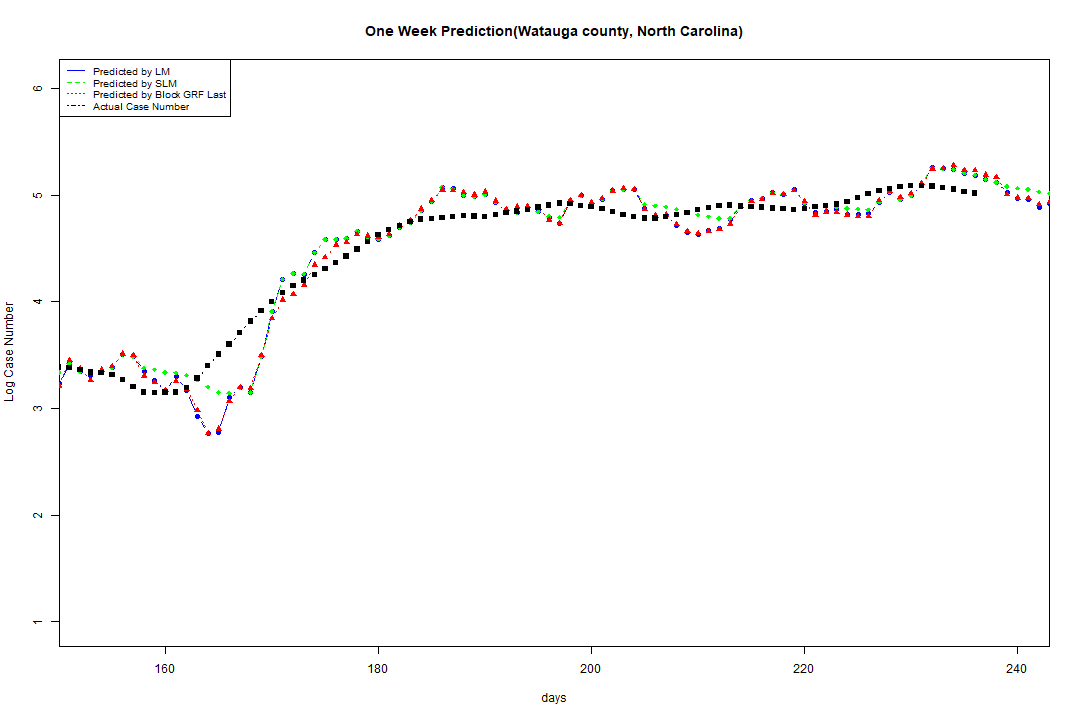 One Week Prediction(Watauga county, North Carolina)
Predicted by LM
Predicted by SLM
Predicted by Block GRF Last
Actual Case Number
6
5
4
3
2
1
Log Case Number
160 180 200 220 240
days